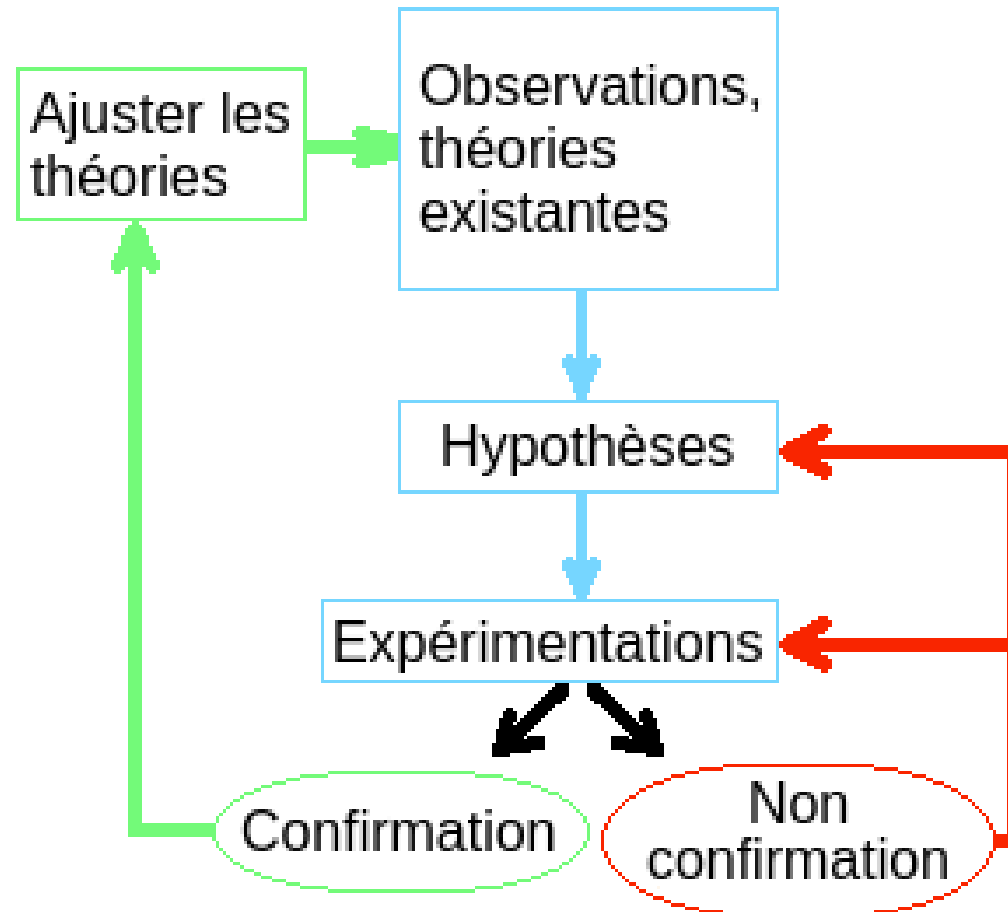 Ajuster les
théories
Observations,
théories
existantes
Hypothèses
Expérimentations
Confirmation
Non
confirmation